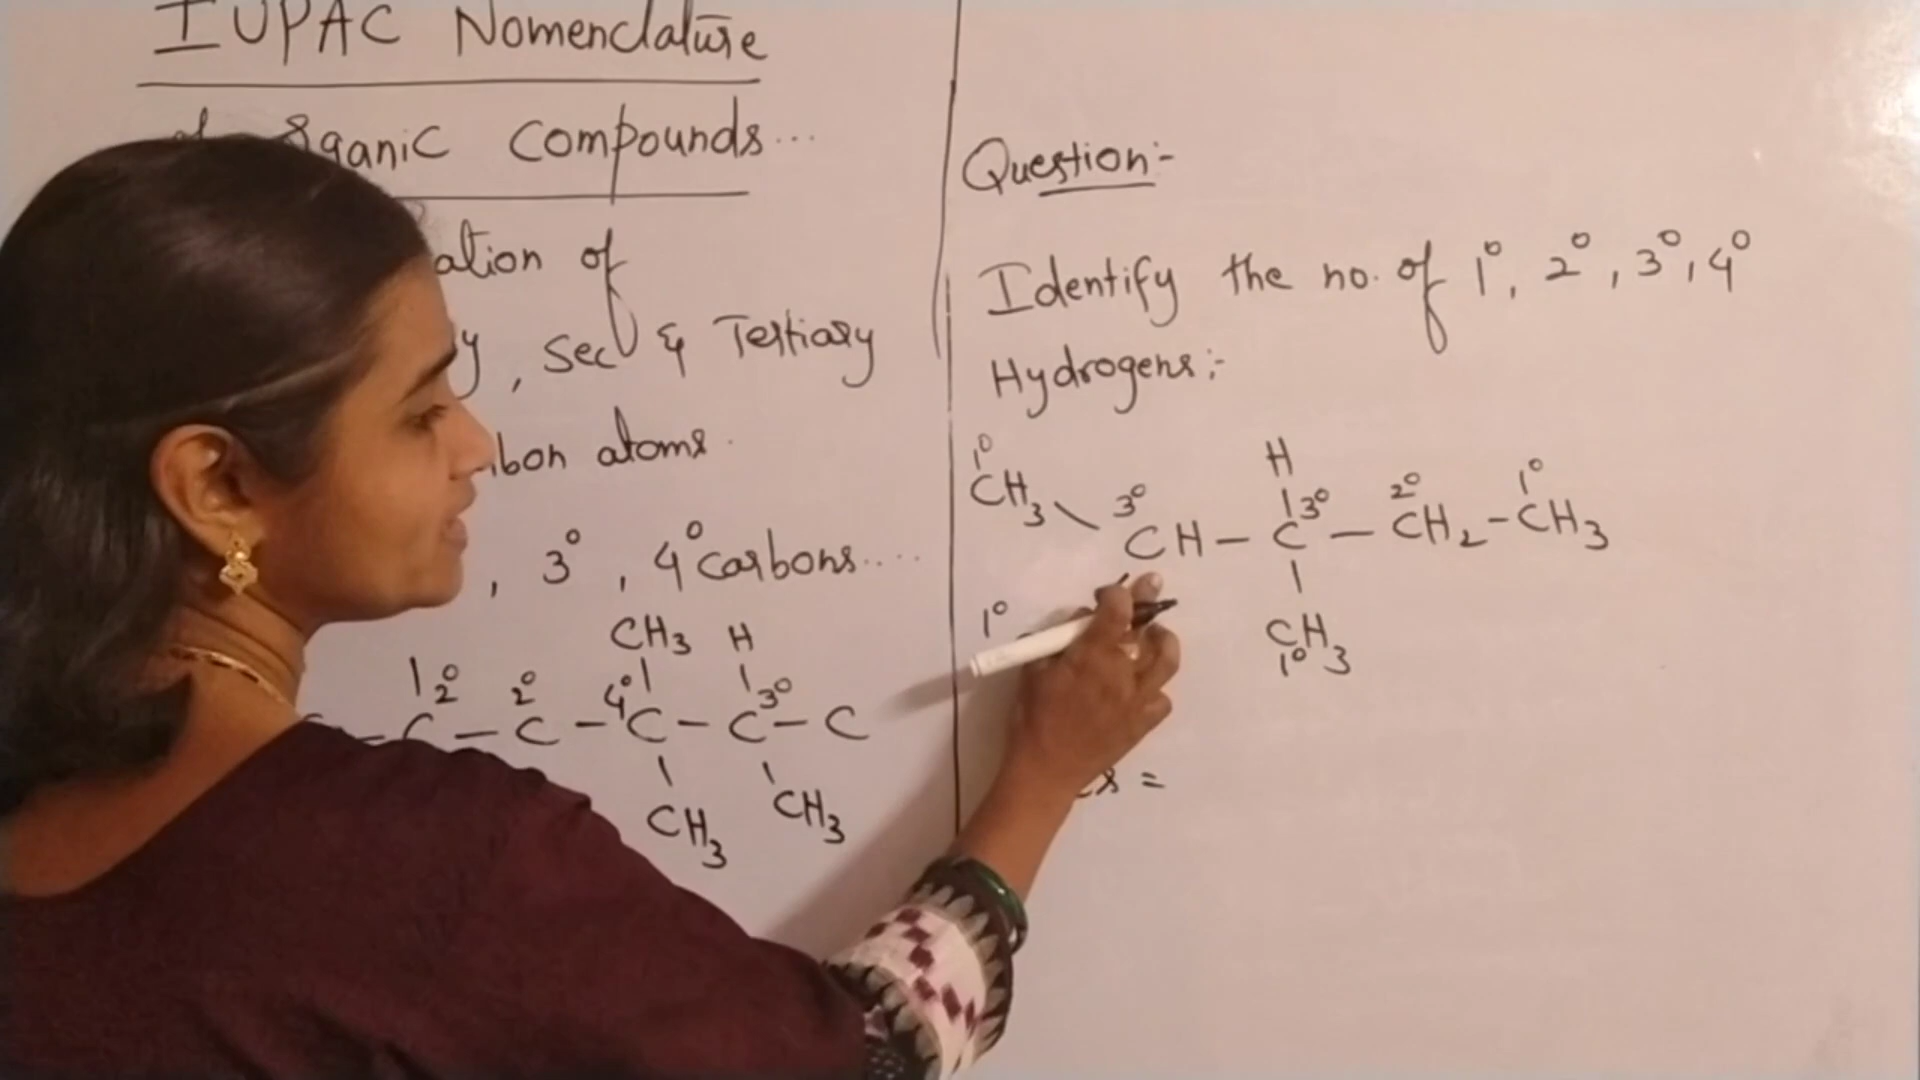 IUPAC Nomenclature
organic compounds...
ation of
y, sec & Tertiary
bon atoms.
, 3°, 4° carbons....
CH3 H
| 2° 2° 4° | | 3°
– C – C – C – C – C
| |
CH3 CH3
Question:-
Identify the no. of 1°, 2°, 3°, 4°
Hydrogens:-
1° H
CH3 \ 3° | 3° 2° 1°
CH – C – CH2 - CH3
|
1° CH3
1°
=